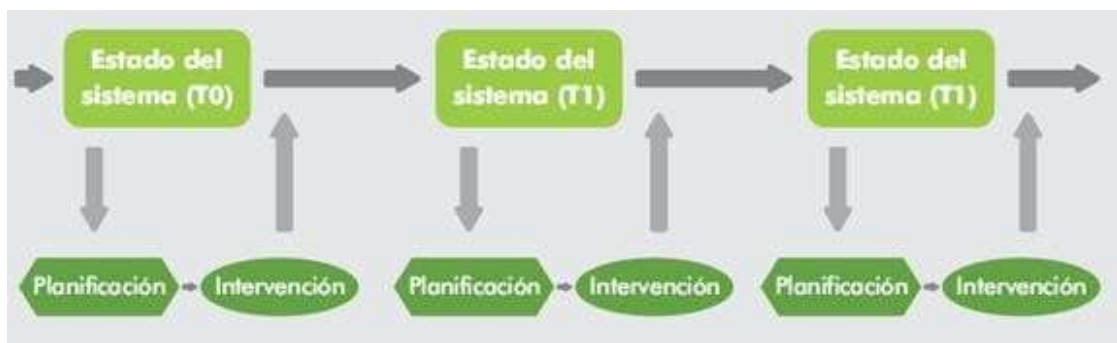 Estado del
sistema (T0)
Estado del
sistema (T1)
Estado del
sistema (T1)
Planificación
Intervención
Planificación
Intervención
Planificación
Intervención